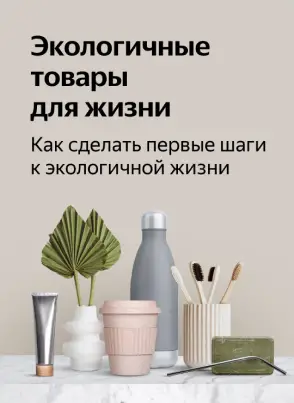 Экологичные
товары
для жизни
Как сделать первые шаги
к экологичной жизни